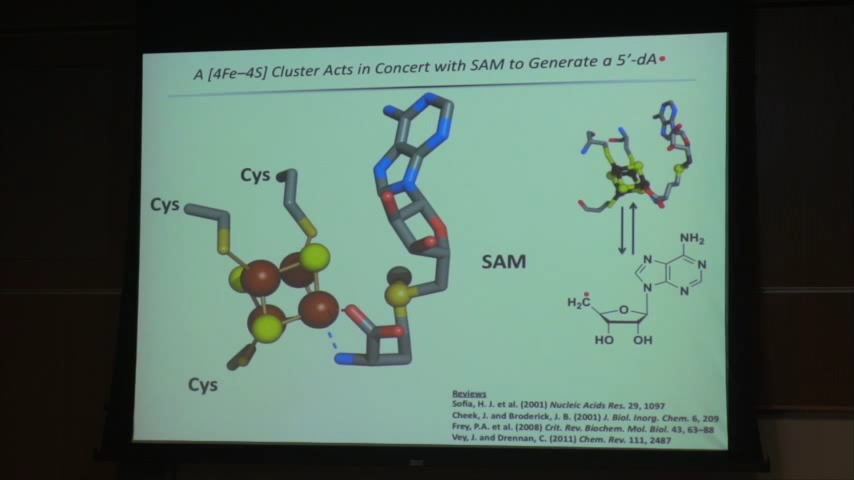 A [4Fe–4S] Cluster Acts in Concert with SAM to Generate a 5'-dA•
Cys
Cys
SAM
Cys
NH₂
N
N
N
N
H₂C
O
HO
OH
Reviews
Sofia, H. J. et al. (2001) Nucleic Acids Res. 29, 1097
Cheek, J. and Broderick, J. B. (2001) J. Biol. Inorg. Chem. 6, 209
Frey, P.A. et al. (2008) Crit. Rev. Biochem. Mol. Biol. 43, 63–88
Vey, J. and Drennan, C. (2011) Chem. Rev. 111, 2487